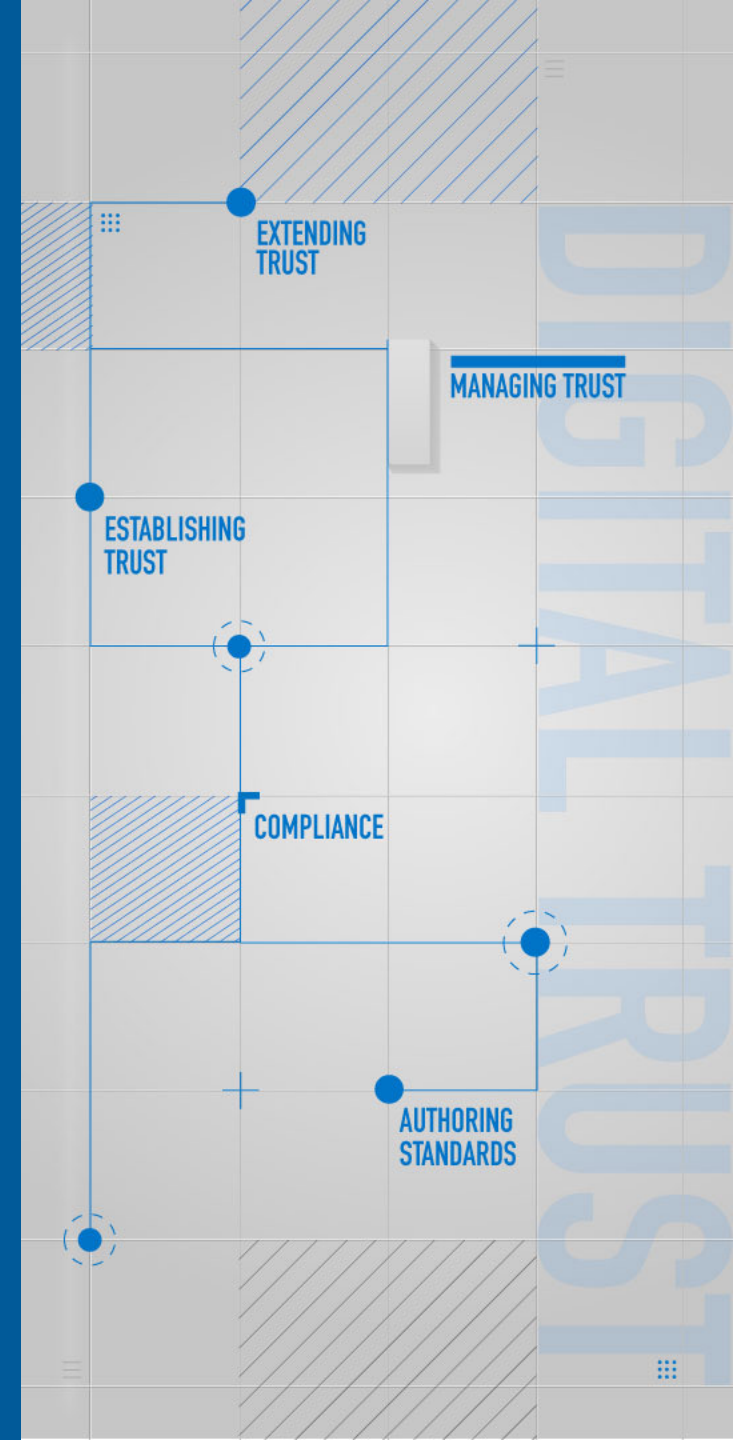 EXTENDING
TRUST
MANAGING TRUST
ESTABLISHING
TRUST
COMPLIANCE
AUTHORING
STANDARDS
DIGITAL TRUST